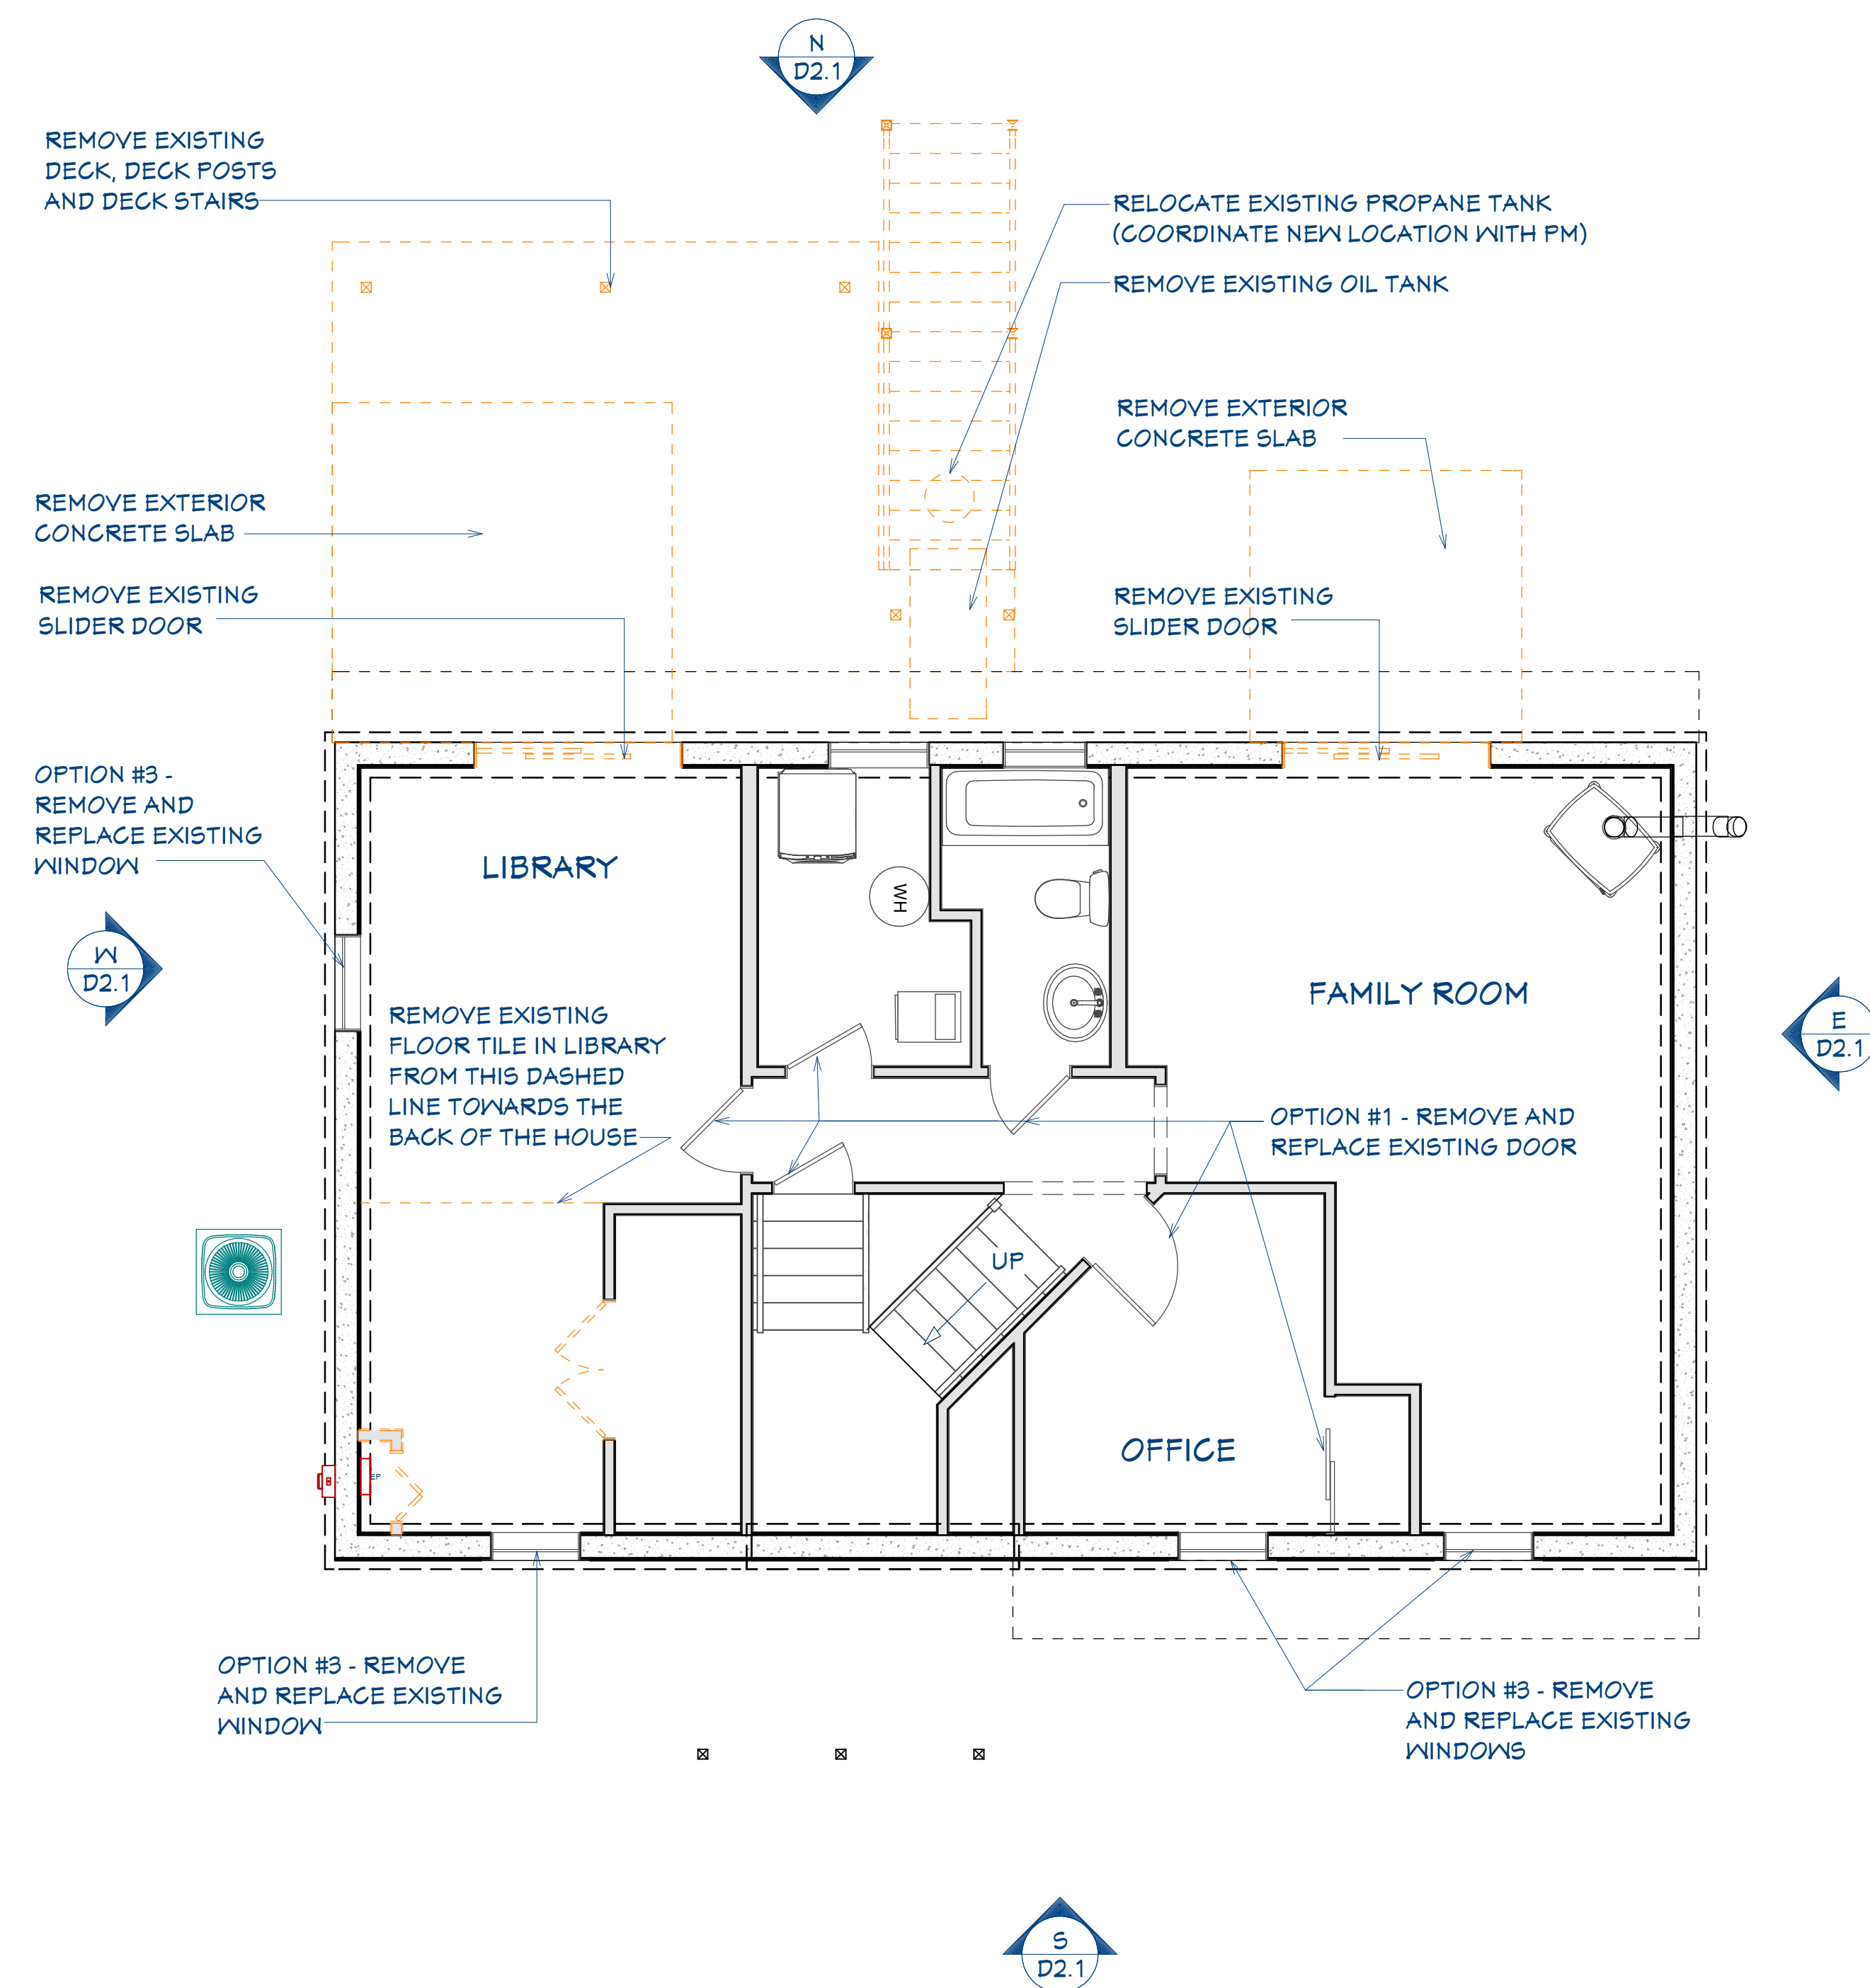 N
D2.1
REMOVE EXISTING
DECK, DECK POSTS
AND DECK STAIRS
RELOCATE EXISTING PROPANE TANK
(COORDINATE NEW LOCATION WITH PM)
REMOVE EXISTING OIL TANK
REMOVE EXTERIOR
CONCRETE SLAB
REMOVE EXTERIOR
CONCRETE SLAB
REMOVE EXISTING
SLIDER DOOR
REMOVE EXISTING
SLIDER DOOR
OPTION #3 -
REMOVE AND
REPLACE EXISTING
WINDOW
LIBRARY
WH
W
D2.1
FAMILY ROOM
E
D2.1
REMOVE EXISTING
FLOOR TILE IN LIBRARY
FROM THIS DASHED
LINE TOWARDS THE
BACK OF THE HOUSE
OPTION #1 - REMOVE AND
REPLACE EXISTING DOOR
UP
OFFICE
EP
OPTION #3 - REMOVE
AND REPLACE EXISTING
WINDOW
OPTION #3 - REMOVE
AND REPLACE EXISTING
WINDOWS
S
D2.1